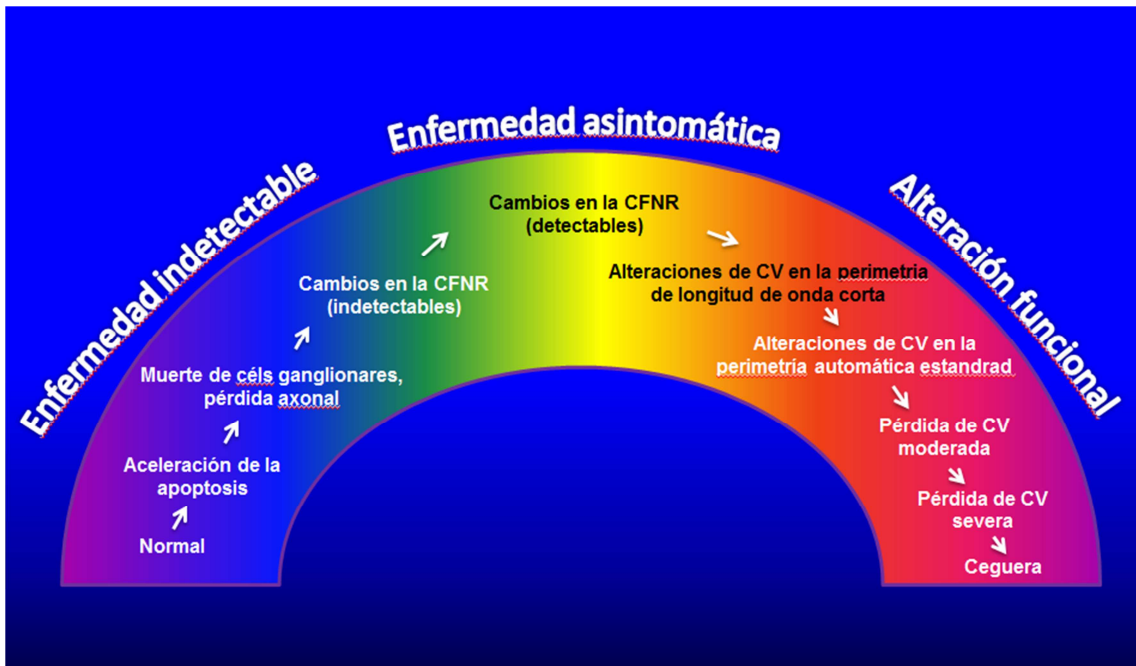 Enfermedad indetectable
Enfermedad asintomática
Alteración funcional
Normal
Aceleración de la
apoptosis
Muerte de céls ganglionares,
pérdida axonal
Cambios en la CFNR
(indetectables)
Cambios en la CFNR
(detectables)
Alteraciones de CV en la perimetria
de longitud de onda corta
Alteraciones de CV en la
perimetría automática estandrad
Pérdida de CV
moderada
Pérdida de CV
severa
Ceguera